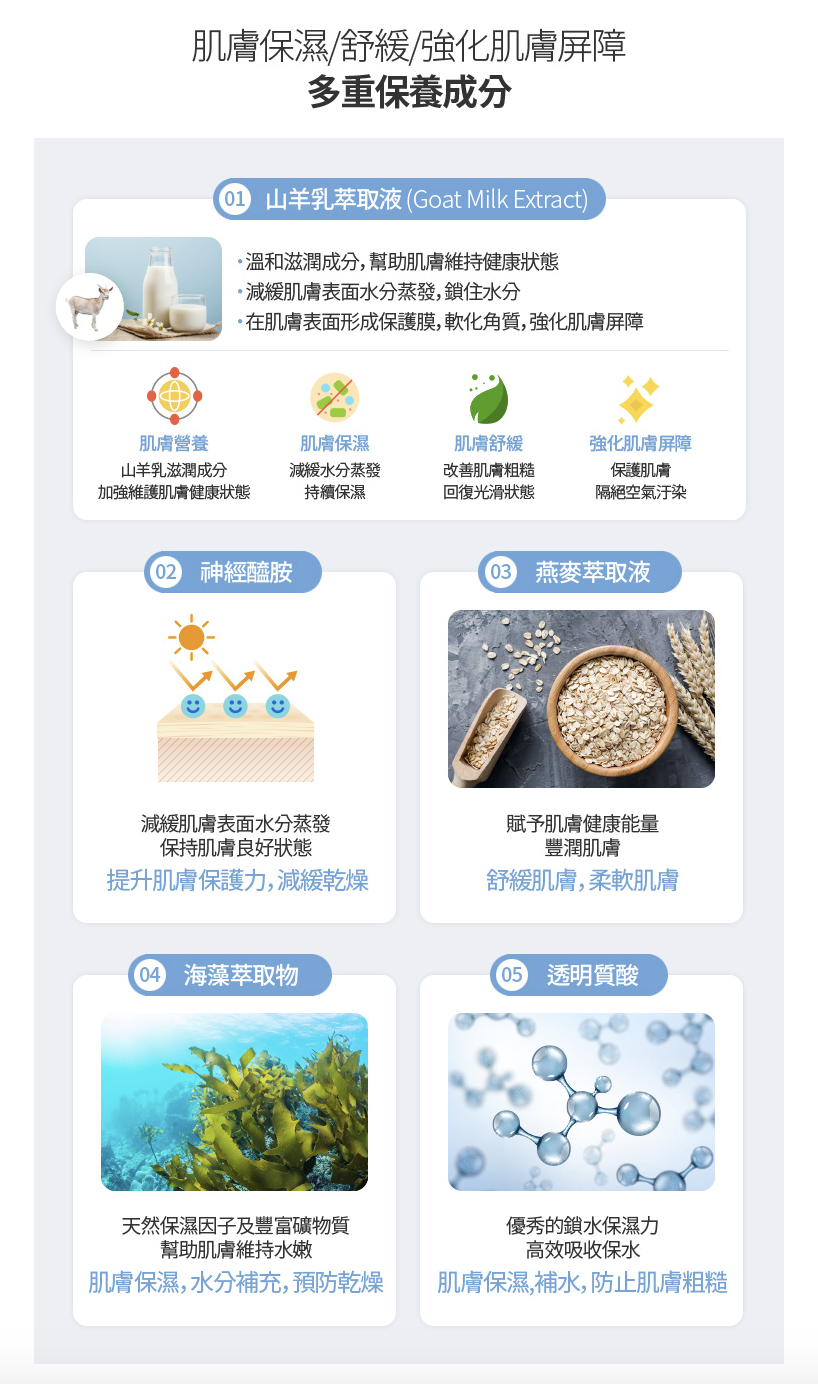 肌膚保濕/舒緩/強化肌膚屏障
多重保養成分
01 山羊乳萃取液 (Goat Milk Extract)
•溫和滋潤成分, 幫助肌膚維持健康狀態
•減緩肌膚表面水分蒸發, 鎖住水分
•在肌膚表面形成保護膜, 軟化角質, 強化肌膚屏障
肌膚營養
山羊乳滋潤成分
加強維護肌膚健康狀態
肌膚保濕
減緩水分蒸發
持續保濕
肌膚舒緩
改善肌膚粗糙
回復光滑狀態
強化肌膚屏障
保護肌膚
隔絕空氣汙染
02 神經醯胺
減緩肌膚表面水分蒸發
保持肌膚良好狀態
提升肌膚保護力, 減緩乾燥
03 燕麥萃取液
賦予肌膚健康能量
豐潤肌膚
舒緩肌膚, 柔軟肌膚
04 海藻萃取物
天然保濕因子及豐富礦物質
幫助肌膚維持水嫩
肌膚保濕, 水分補充, 預防乾燥
05 透明質酸
優秀的鎖水保濕力
高效吸收保水
肌膚保濕,補水, 防止肌膚粗糙